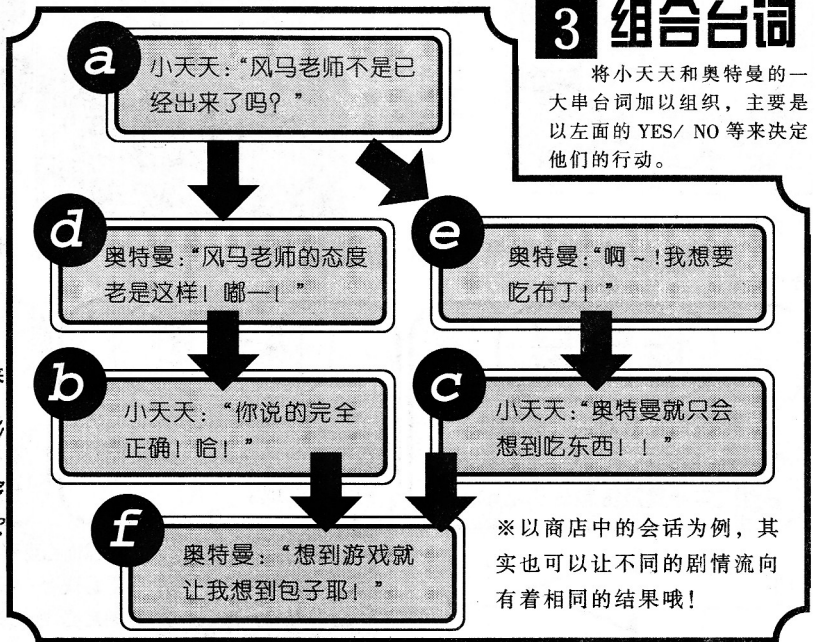 3 组合台词
将小天天和奥特曼的一
大串台词加以组织，主要是
以左面的 YES/ NO 等来决定
他们的行动。
a
小天天：“风马老师不是已
经出来了吗？”
d
奥特曼：“风马老师的态度
老是这样！嘟—！”
e
奥特曼：“啊～！我想要
吃布丁！”
b
小天天：“你说的完全
正确！哈！”
c
小天天：“奥特曼就只会
想到吃东西！！”
f
奥特曼：“想到游戏就
让我想到包子耶！”
※以商店中的会话为例，其
实也可以让不同的剧情流向
有着相同的结果哦！